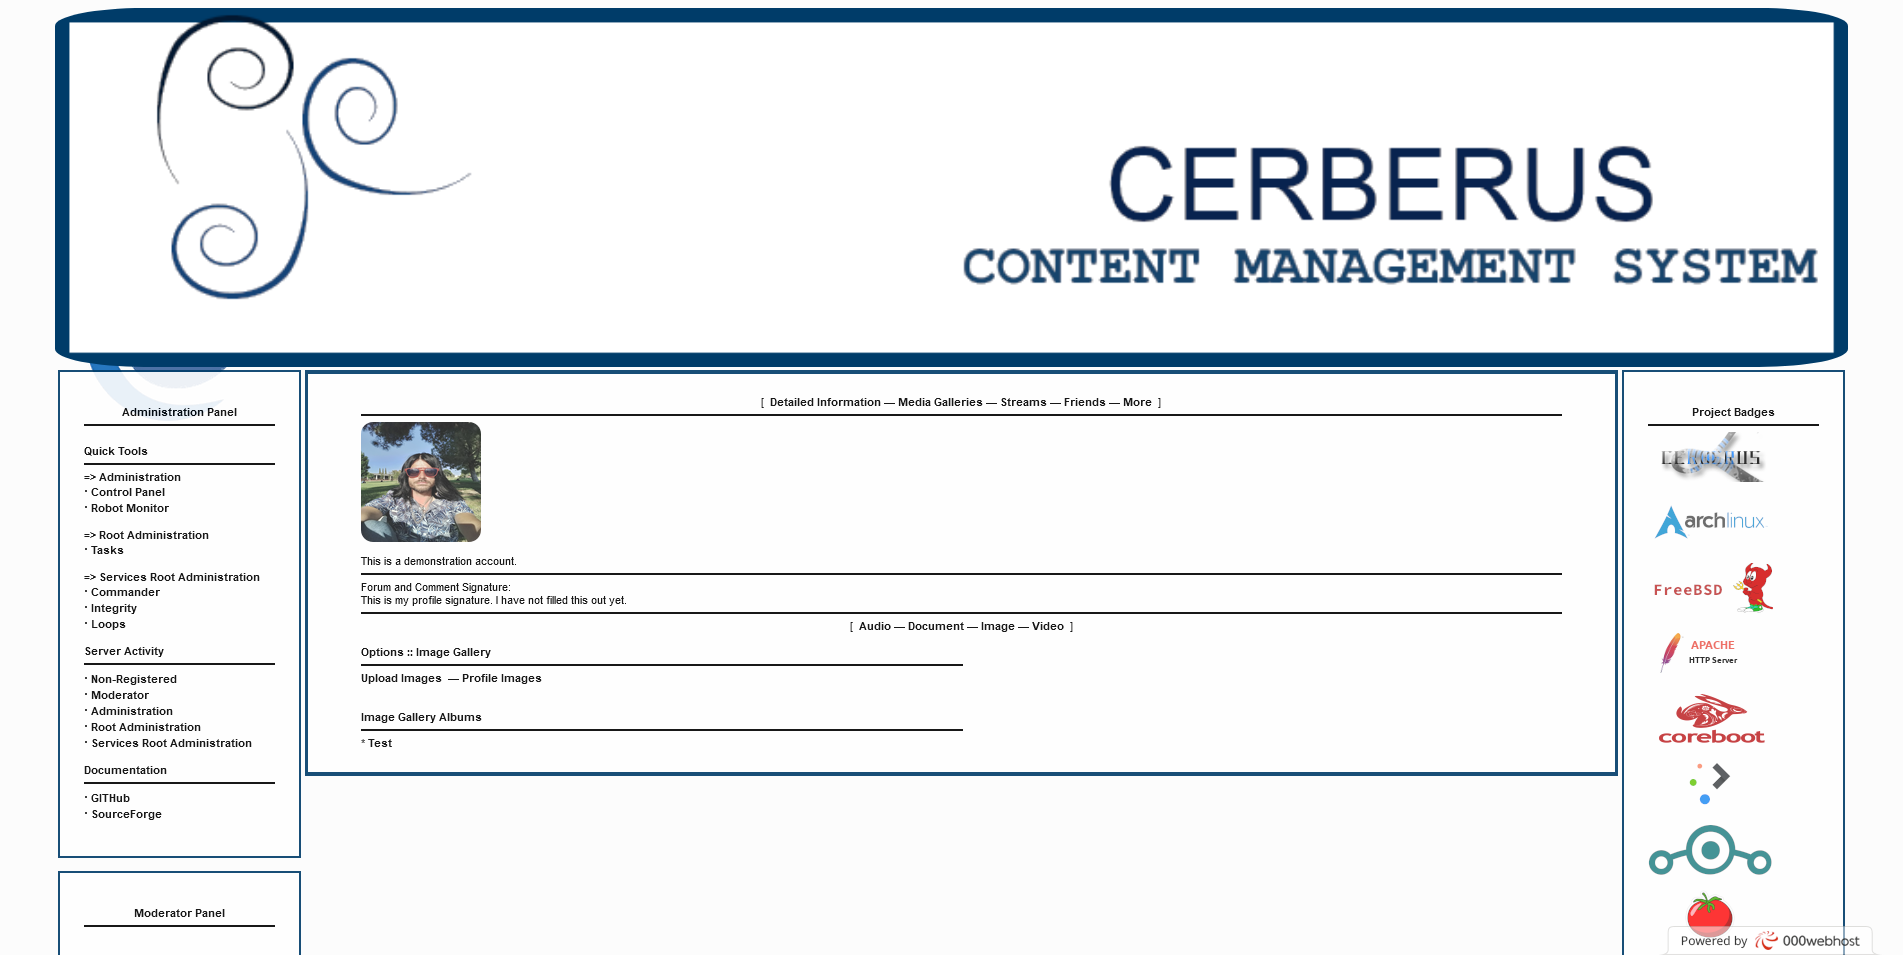 CERBERUS
CONTENT MANAGEMENT SYSTEM
Administration Panel
Quick Tools
=> Administration
· Control Panel
· Robot Monitor
=> Root Administration
· Tasks
=> Services Root Administration
· Commander
· Integrity
· Loops
Server Activity
· Non-Registered
· Moderator
· Administration
· Root Administration
· Services Root Administration
Documentation
· GITHub
· SourceForge
Moderator Panel
[ Detailed Information — Media Galleries — Streams — Friends — More ]
This is a demonstration account.
Forum and Comment Signature:
This is my profile signature. I have not filled this out yet.
[ Audio — Document — Image — Video ]
Options :: Image Gallery
Upload Images — Profile Images
Image Gallery Albums
* Test
Project Badges
CERBERUS
archlinux
FreeBSD
APACHE
HTTP Server
coreboot
Powered by 000webhost